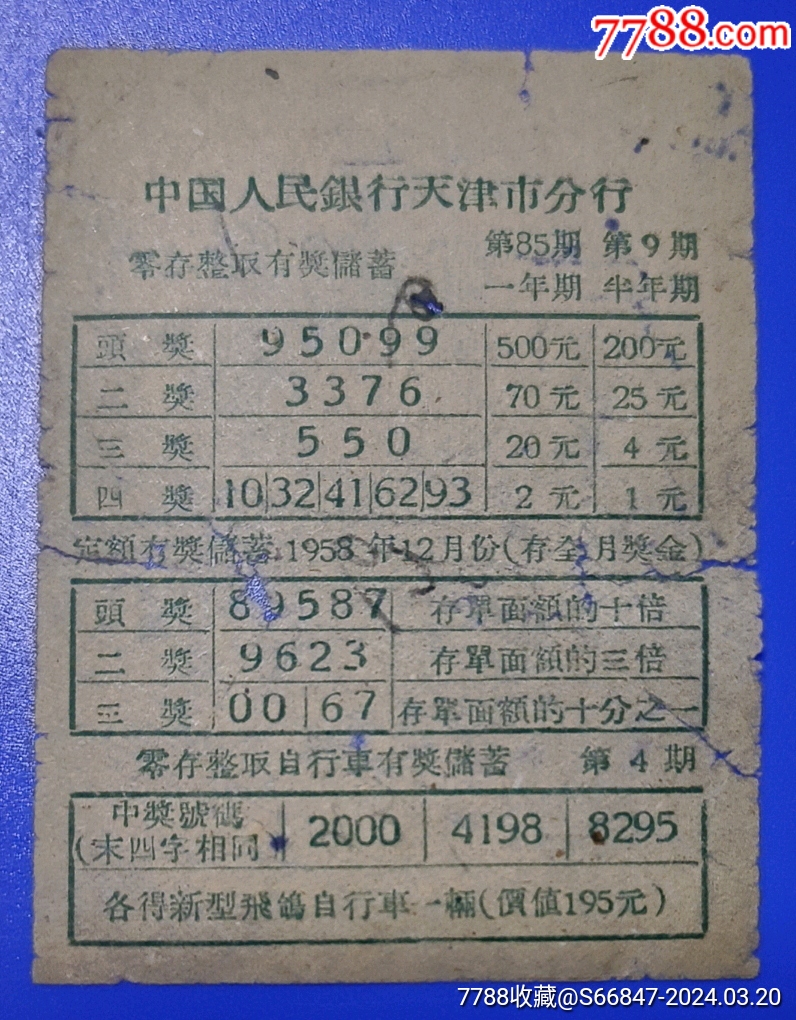 7788.com
中国人民銀行天津市分行
零存整取有獎儲蓄
第85期 第9期
一年期 半年期
頭獎 95099 500元 200元
二獎 3376 70元 25元
三獎 550 20元 4元
四獎 10 32 41 62 93 2元 1元
定額有獎儲蓄 1958年12月份(存全月獎金)
頭獎 89587 存單面額的十倍
二獎 9623 存單面額的三倍
三獎 00 67 存單面額的十分之一
零存整取自行車有獎儲蓄 第4期
中獎號碼
(末四字相同) 2000 4198 8295
各得新型飛鴿自行車一輛(價值195元)
7788收藏@S66847-2024.03.20